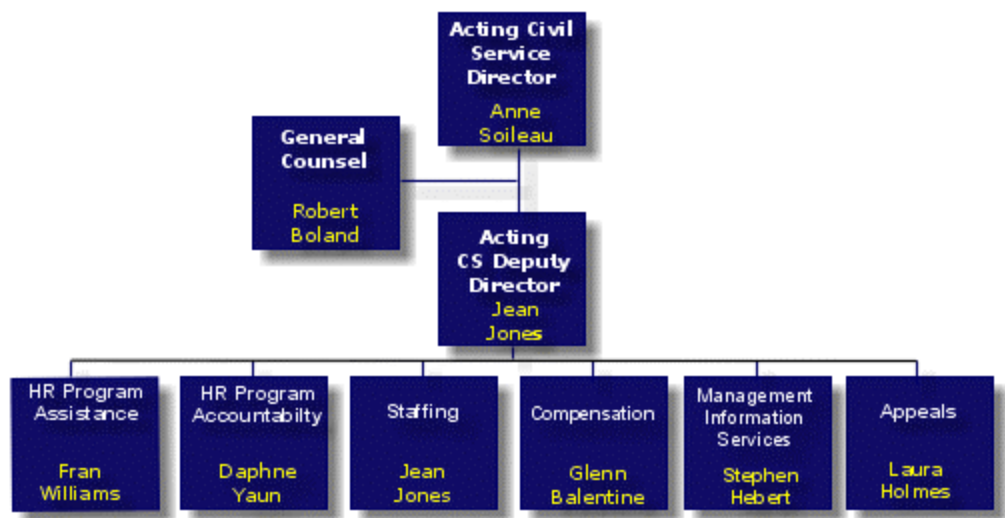 Acting Civil
Service
Director
Anne
Soileau
General
Counsel
Robert
Boland
Acting
CS Deputy
Director
Jean
Jones
HR Program
Assistance
Fran
Williams
HR Program
Accountabilty
Daphne
Yaun
Staffing
Jean
Jones
Compensation
Glenn
Balentine
Management
Information
Services
Stephen
Hebert
Appeals
Laura
Holmes